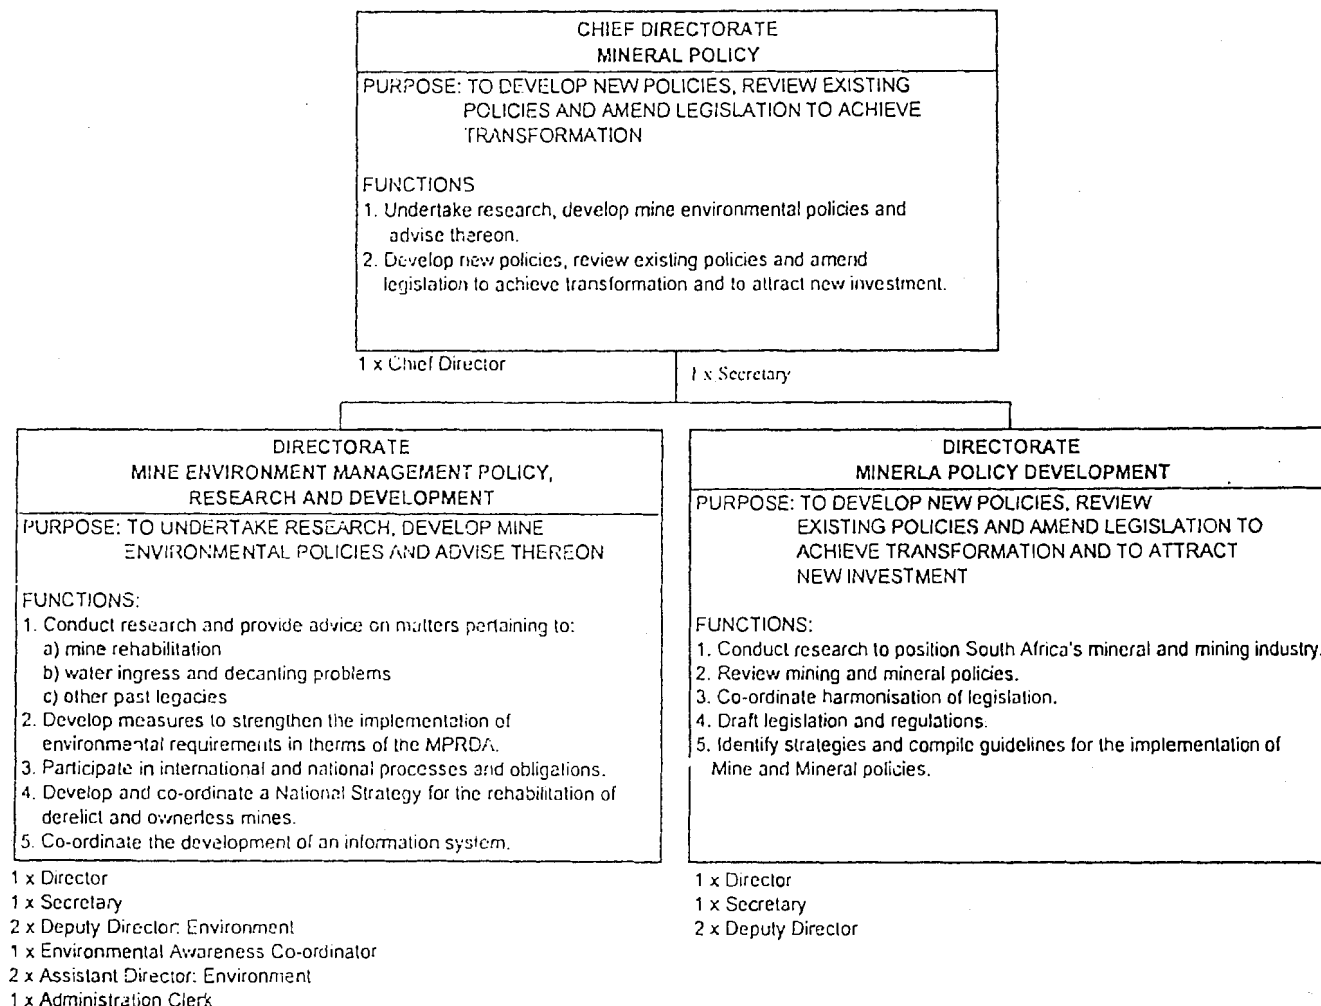 CHIEF DIRECTORATE
MINERAL POLICY
PURPOSE: TO DEVELOP NEW POLICIES, REVIEW EXISTING
POLICIES AND AMEND LEGISLATION TO ACHIEVE
TRANSFORMATION
FUNCTIONS
1. Undertake research, develop mine environmental policies and
advise thereon.
2. Develop new policies, review existing policies and amend
legislation to achieve transformation and to attract new investment.
1 x Chief Director
1 x Secretary
DIRECTORATE
MINE ENVIRONMENT MANAGEMENT POLICY,
RESEARCH AND DEVELOPMENT
PURPOSE: TO UNDERTAKE RESEARCH, DEVELOP MINE
ENVIRONMENTAL POLICIES AND ADVISE THEREON
FUNCTIONS:
1. Conduct research and provide advice on matters pertaining to:
a) mine rehabilitation
b) water ingress and decanting problems
c) other past legacies
2. Develop measures to strengthen the implementation of
environmental requirements in therms of the MPRDA.
3. Participate in international and national processes and obligations.
4. Develop and co-ordinate a National Strategy for the rehabilitation of
derelict and ownerless mines.
5. Co-ordinate the development of an information system.
1 x Director
1 x Secretary
2 x Deputy Director: Environment
1 x Environmental Awareness Co-ordinator
2 x Assistant Director: Environment
1 x Administration Clerk
DIRECTORATE
MINERLA POLICY DEVELOPMENT
PURPOSE: TO DEVELOP NEW POLICIES, REVIEW
EXISTING POLICIES AND AMEND LEGISLATION TO
ACHIEVE TRANSFORMATION AND TO ATTRACT
NEW INVESTMENT
FUNCTIONS:
1. Conduct research to position South Africa's mineral and mining industry.
2. Review mining and mineral policies.
3. Co-ordinate harmonisation of legislation.
4. Draft legislation and regulations.
5. Identify strategies and compile guidelines for the implementation of
Mine and Mineral policies.
1 x Director
1 x Secretary
2 x Deputy Director